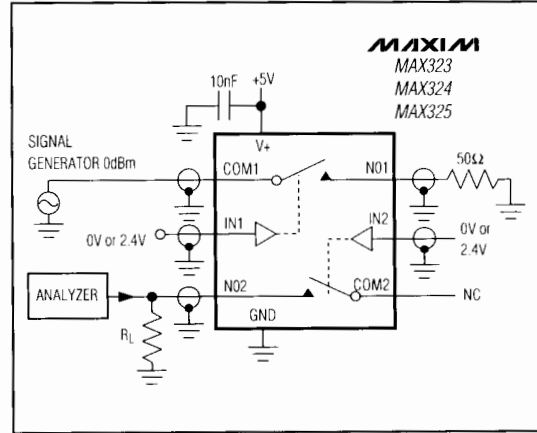 MAXIM
MAX323
MAX324
MAX325
10nF
+5V
V+
SIGNAL
GENERATOR 0dBm
COM1
N01
50Ω
IN1
IN2
0V or 2.4V
0V or
2.4V
ANALYZER
N02
COM2
NC
RL
GND